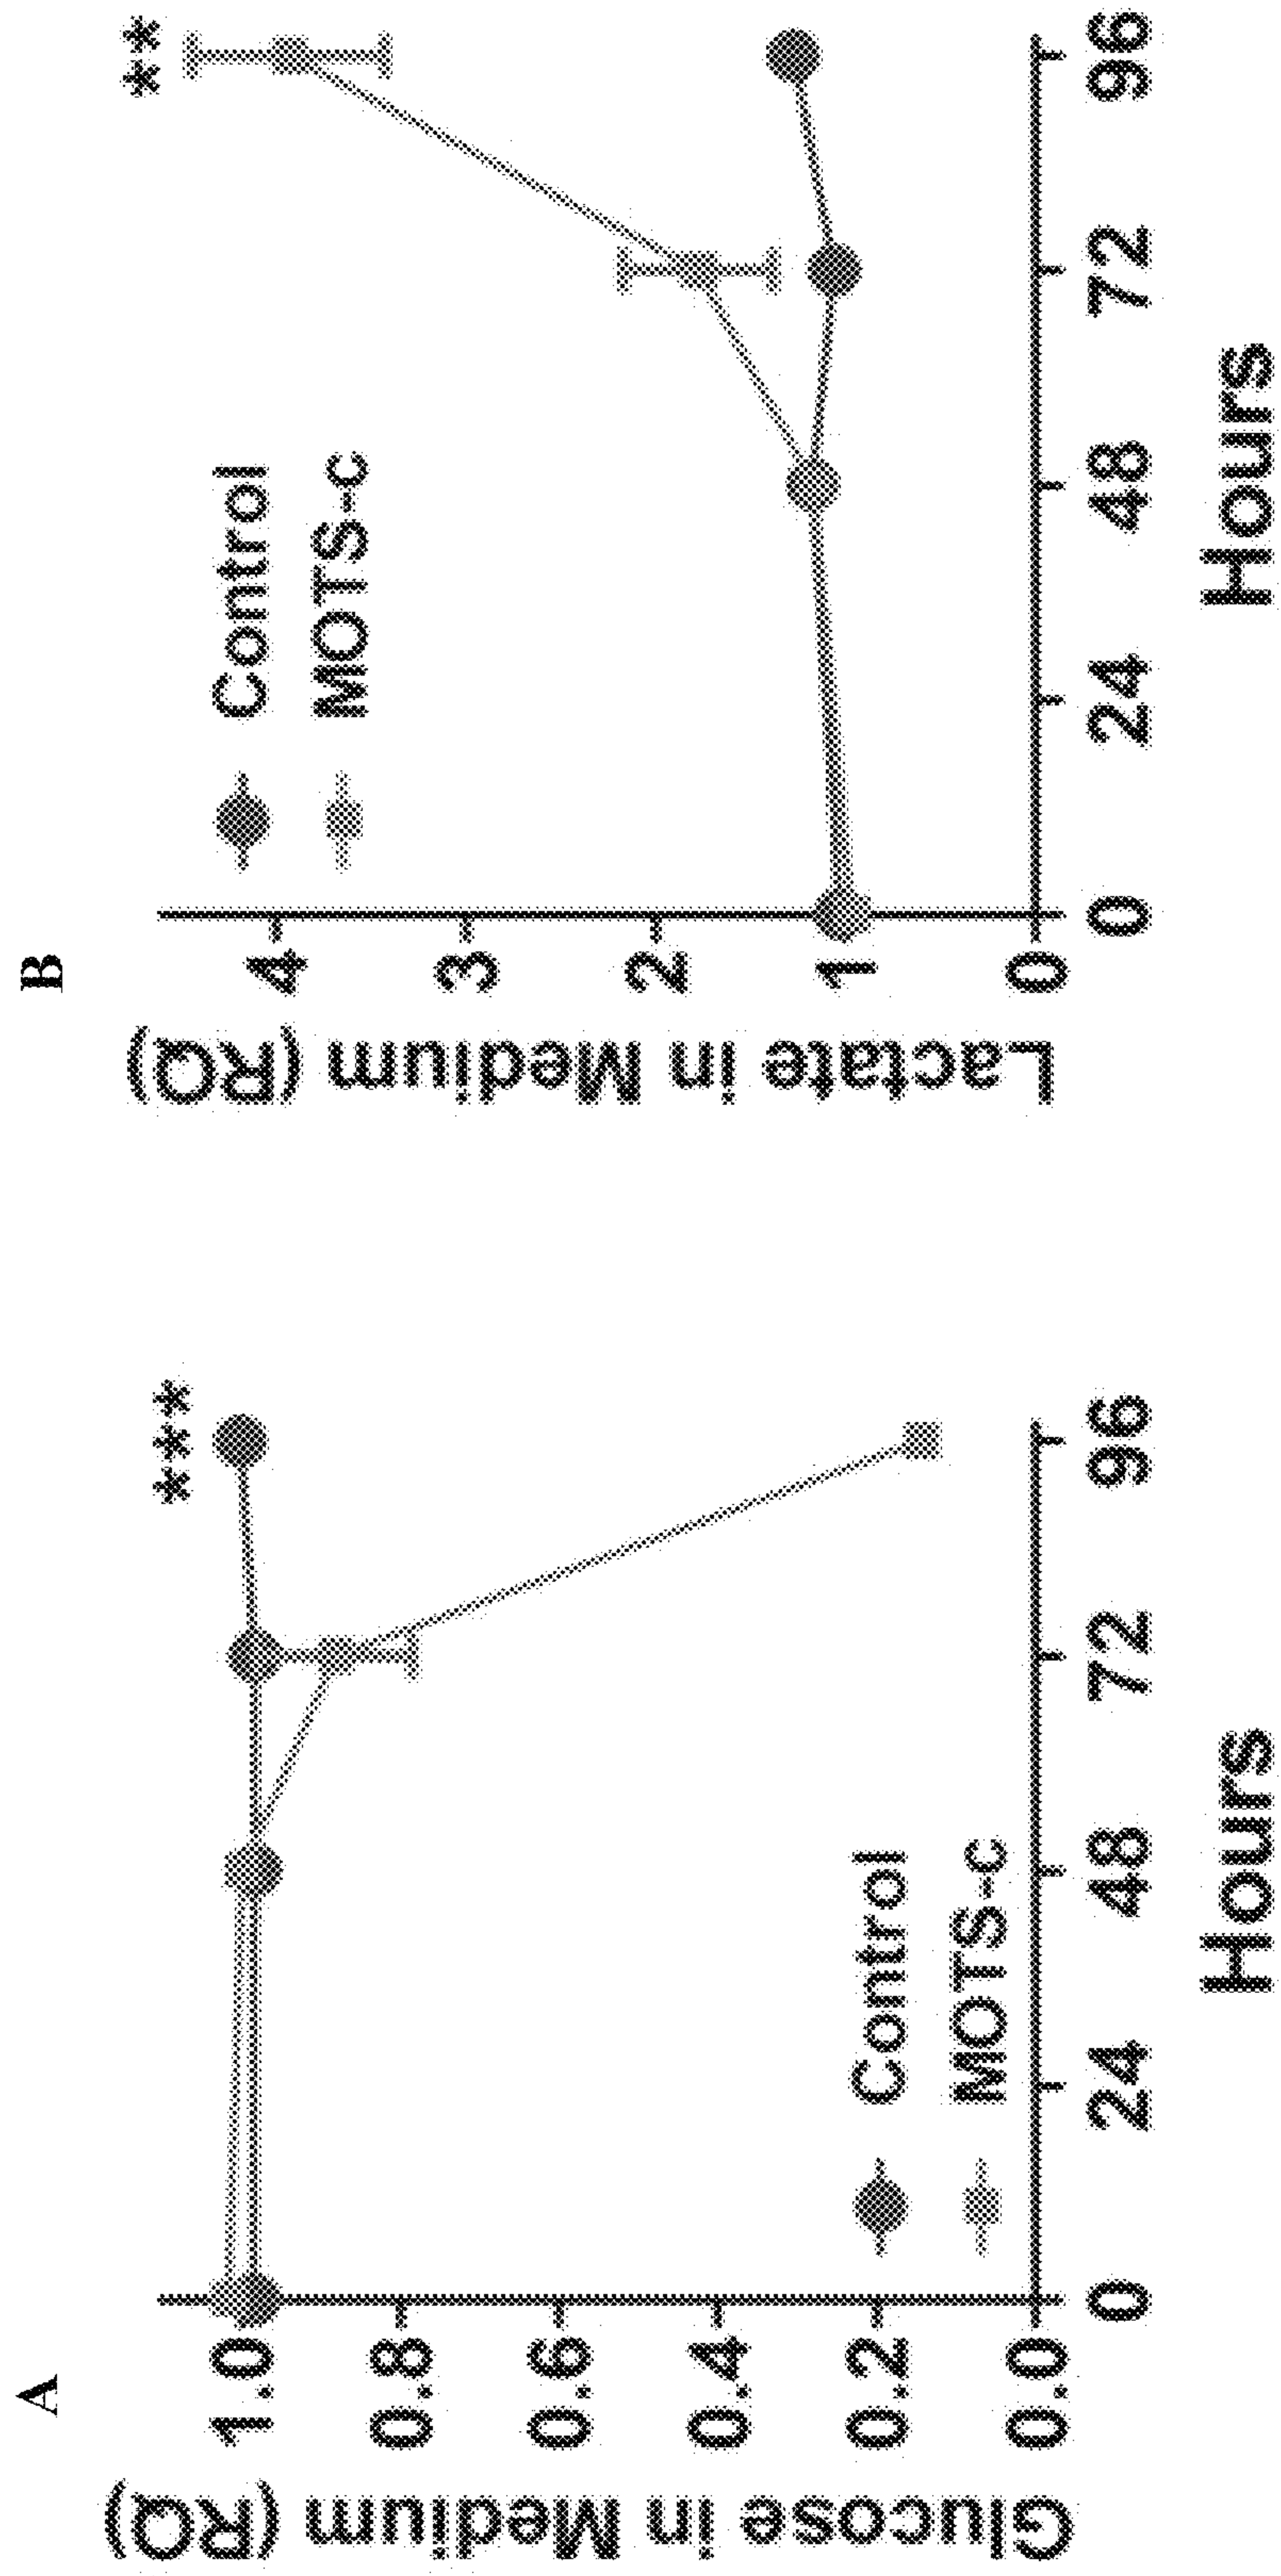 A
Glucose in Medium (RQ)
1.0
0.8
0.6
0.4
0.2
0.0
***
Control
MOTS-c
0 24 48 72 96
Hours
B
Lactate in Medium (RQ)
4
3
2
1
0
**
Control
MOTS-c
0 24 48 72 96
Hours